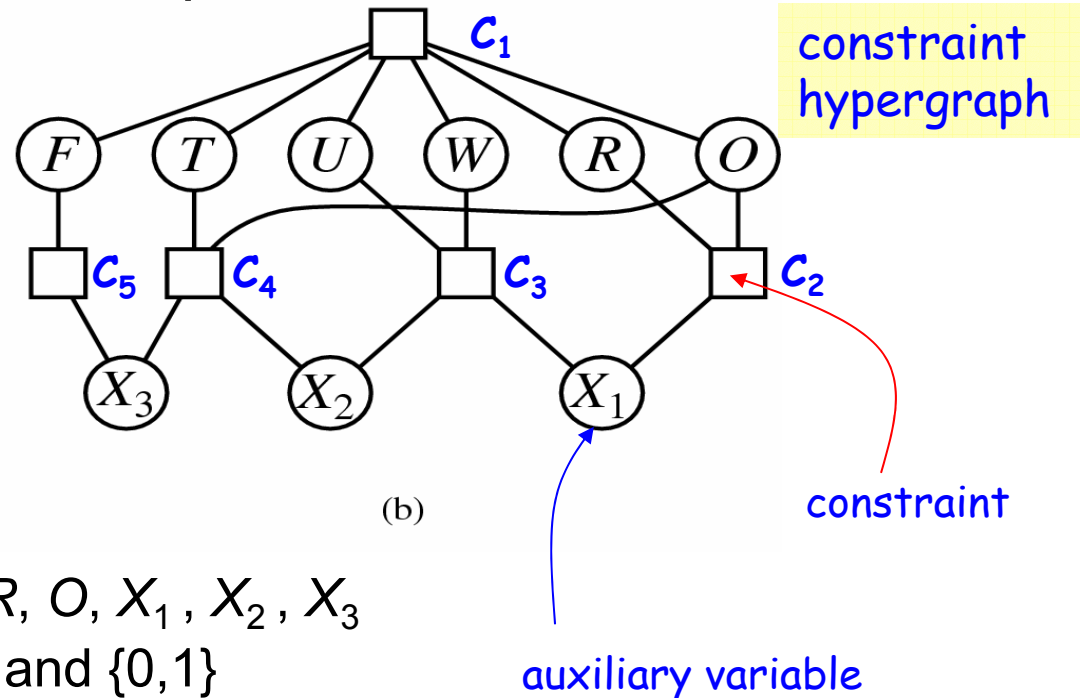 C1
constraint
hypergraph
F T U W R O
C5 C4 C3 C2
X3 X2 X1
constraint
(b)
R, O, X1 , X2 , X3
and {0,1}
auxiliary variable